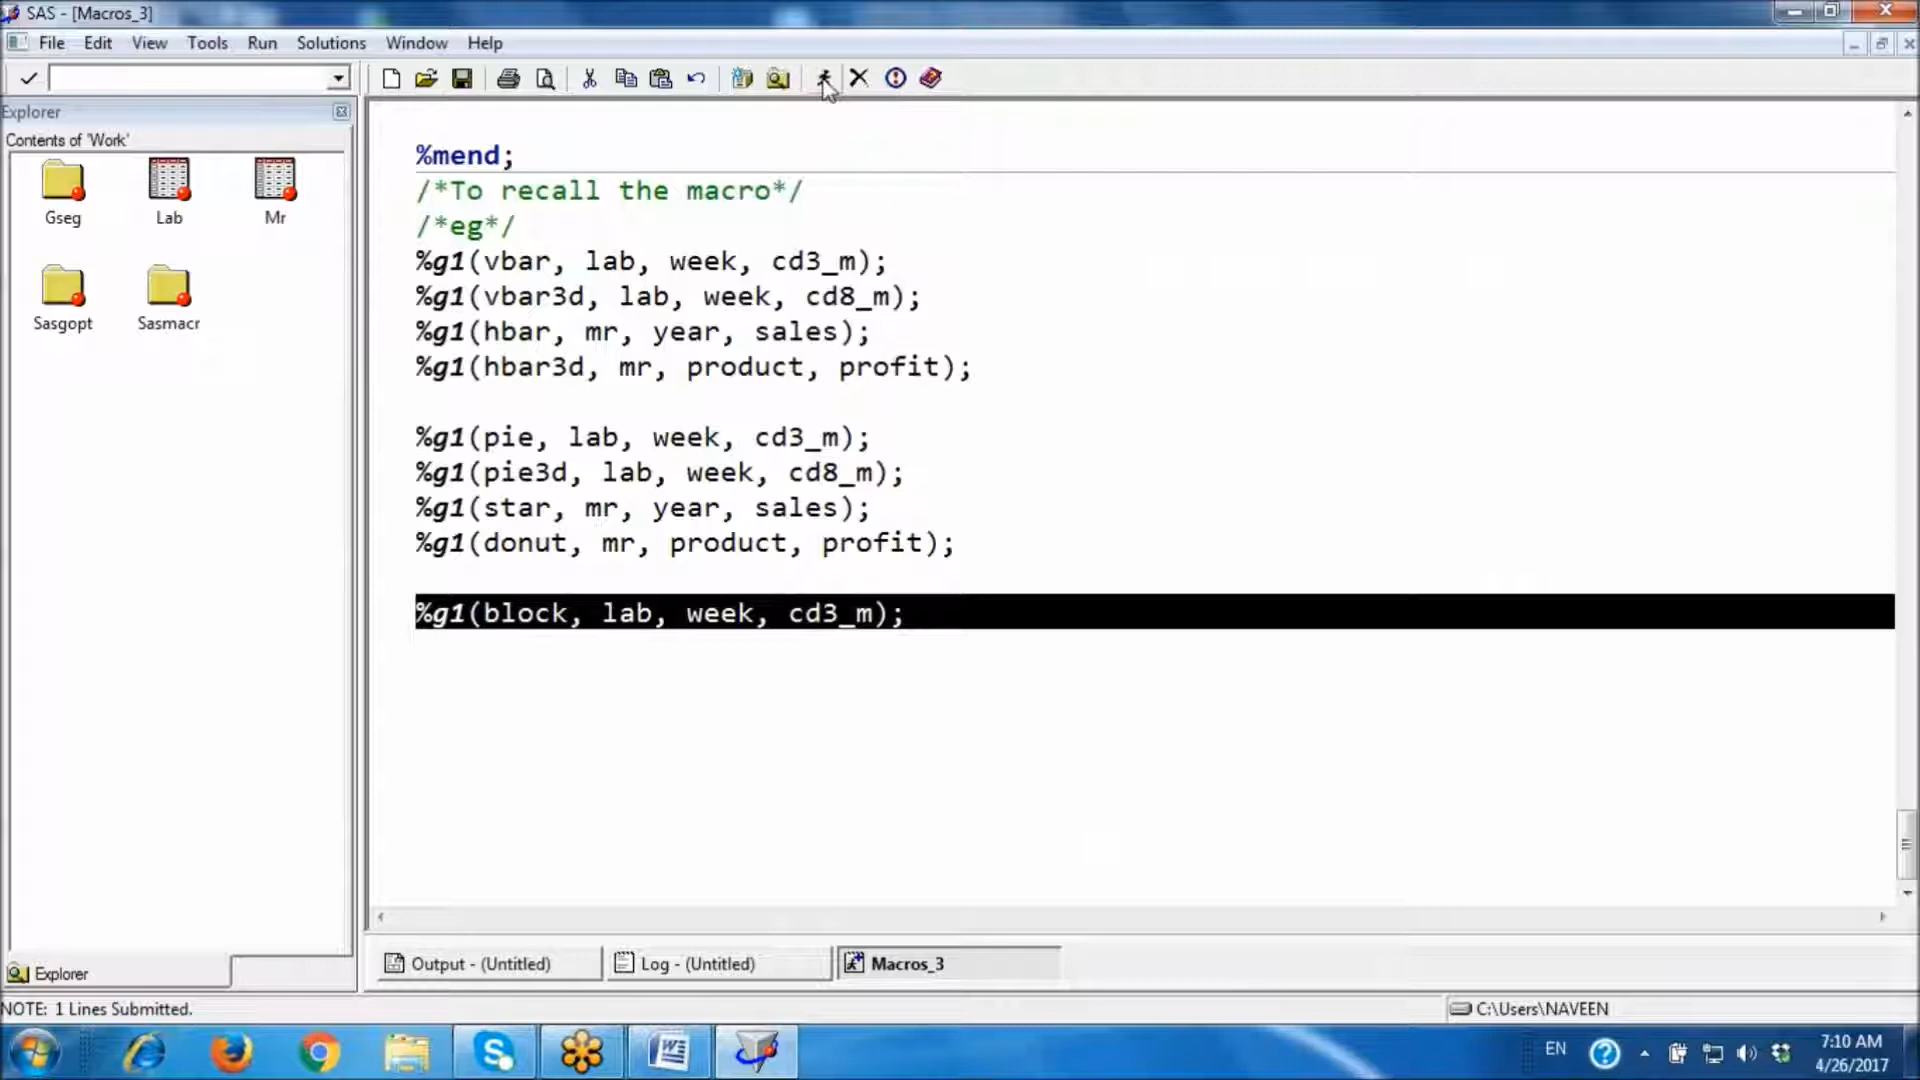 SAS - [Macros_3]
File Edit View Tools Run Solutions Window Help
Explorer
Contents of 'Work'
Gseg Lab Mr
Sasgopt Sasmacr
%mend;
/*To recall the macro*/
/*eg*/
%g1(vbar, lab, week, cd3_m);
%g1(vbar3d, lab, week, cd8_m);
%g1(hbar, mr, year, sales);
%g1(hbar3d, mr, product, profit);
%g1(pie, lab, week, cd3_m);
%g1(pie3d, lab, week, cd8_m);
%g1(star, mr, year, sales);
%g1(donut, mr, product, profit);
%g1(block, lab, week, cd3_m);
Explorer
Output - (Untitled) Log - (Untitled) Macros_3
NOTE: 1 Lines Submitted.
C:\Users\NAVEEN
EN
7:10 AM
4/26/2017